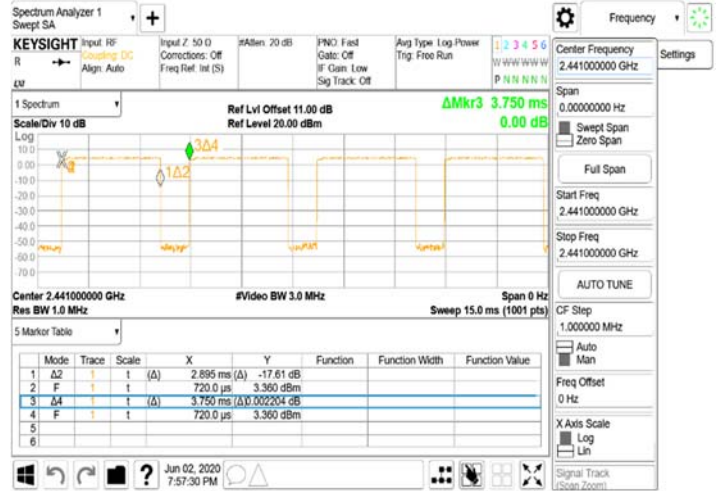 Spectrum Analyzer 1
Swept SA
+
Frequency
KEYSIGHT
R
LXI
Input: RF
Coupling: DC
Align: Auto
Input Z: 50 Ω
Corrections: Off
Freq Ref: Int (S)
#Atten: 20 dB
PNO: Fast
Gate: Off
IF Gain: Low
Sig Track: Off
Avg Type: Log-Power
Trig: Free Run
1 2 3 4 5 6
W W W W W W
P N N N N N
Center Frequency
2.441000000 GHz
Settings
1 Spectrum
Scale/Div 10 dB
Ref Lvl Offset 11.00 dB
Ref Level 20.00 dBm
ΔMkr3 3.750 ms
0.00 dB
Log
10.0
0.00
-10.0
-20.0
-30.0
-40.0
-50.0
-60.0
-70.0
3Δ4
1Δ2
Center 2.441000000 GHz
Res BW 1.0 MHz
#Video BW 3.0 MHz
Span 0 Hz
Sweep 15.0 ms (1001 pts)
Span
0.00000000 Hz
Swept Span
Zero Span
Full Span
Start Freq
2.441000000 GHz
Stop Freq
2.441000000 GHz
AUTO TUNE
CF Step
1.000000 MHz
Auto
Man
Freq Offset
0 Hz
X Axis Scale
Log
Lin
Signal Track
(Span Zoom)
5 Marker Table
Mode Trace Scale X Y Function Function Width Function Value
1 Δ2 1 t (Δ) 2.895 ms (Δ) -17.61 dB
2 F 1 t 720.0 µs 3.360 dBm
3 Δ4 1 t (Δ) 3.750 ms (Δ) 0.002204 dB
4 F 1 t 720.0 µs 3.360 dBm
5
6
?
Jun 02, 2020
7:57:30 PM